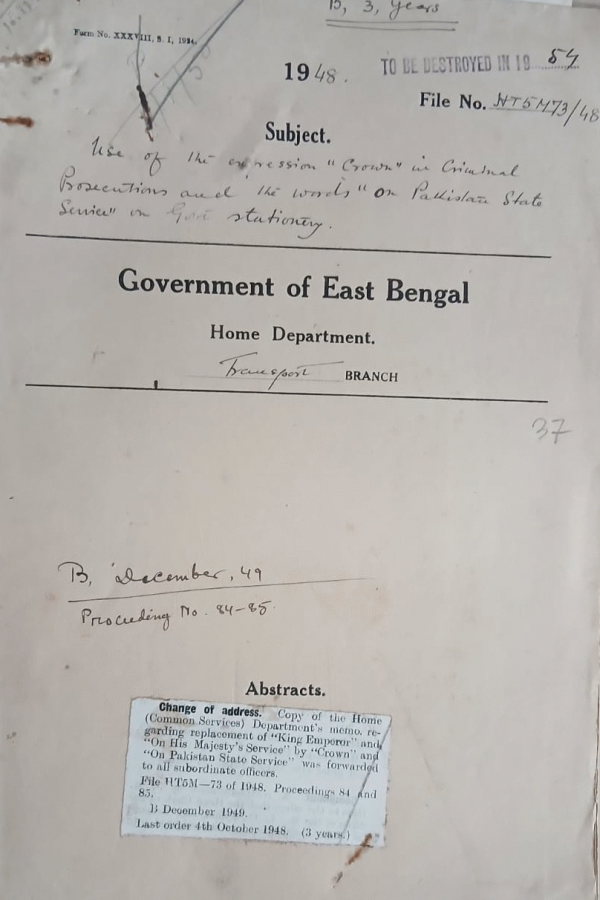 B, 3, years
Form No. XXXVIII, S. I, 1924.
1948. TO BE DESTROYED IN 19 54
File No. HT5M73/48
Subject.
Use of the expression "Crown" in Criminal
Prosecutions and the words "On Pakistan State
Service" in Govt stationery.
Government of East Bengal
Home Department.
Transport BRANCH
37
B, December, 49
Proceeding No. 84-85
Abstracts.
Change of address. Copy of the Home
(Common Services) Department's memo. re-
garding replacement of "King Emperor" and
"On His Majesty's Service" by "Crown" and
"On Pakistan State Service" was forwarded
to all subordinate officers.
File HT5M—73 of 1948. Proceedings 84 and
85.
B December 1949.
Last order 4th October 1948. (3 years.)